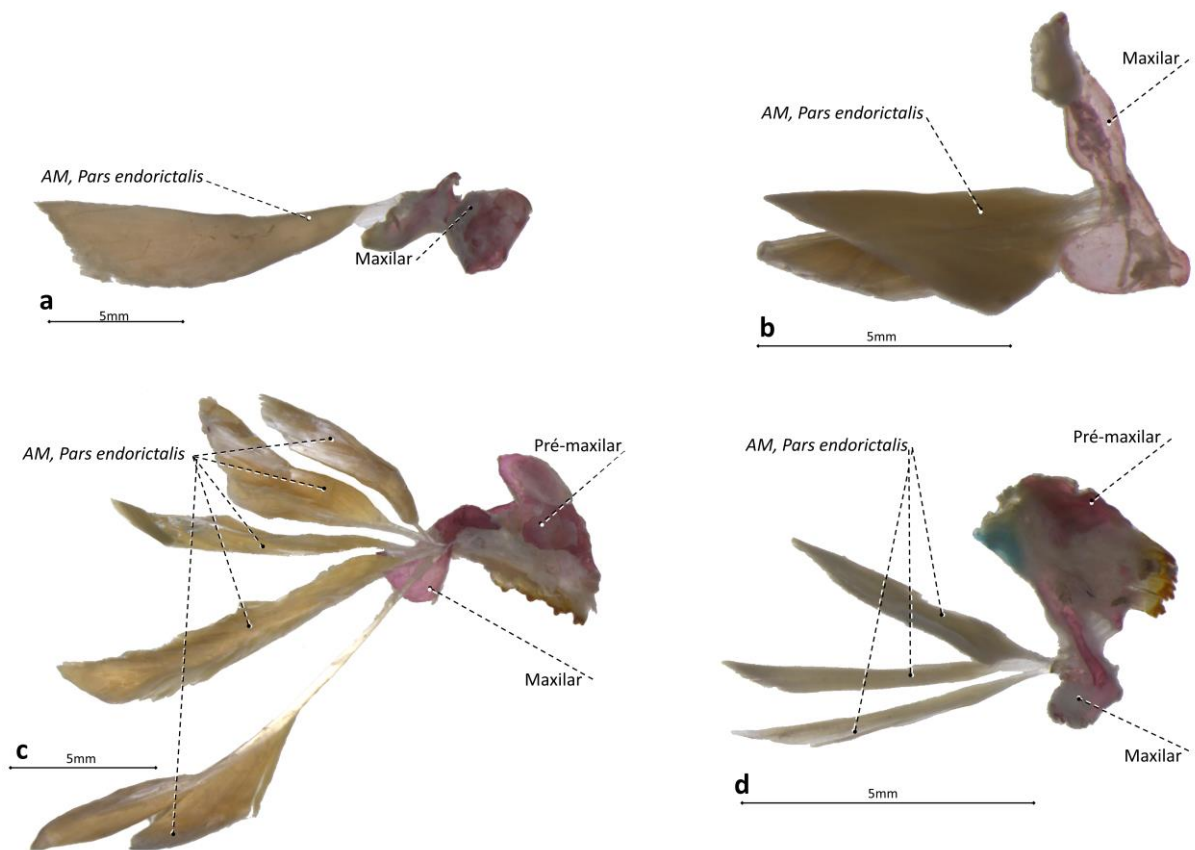 AM, Pars endorictalis
Maxilar
a
5mm
Maxilar
AM, Pars endorictalis
b
5mm
AM, Pars endorictalis
Pré-maxilar
Maxilar
c
5mm
AM, Pars endorictalis
Pré-maxilar
Maxilar
d
5mm